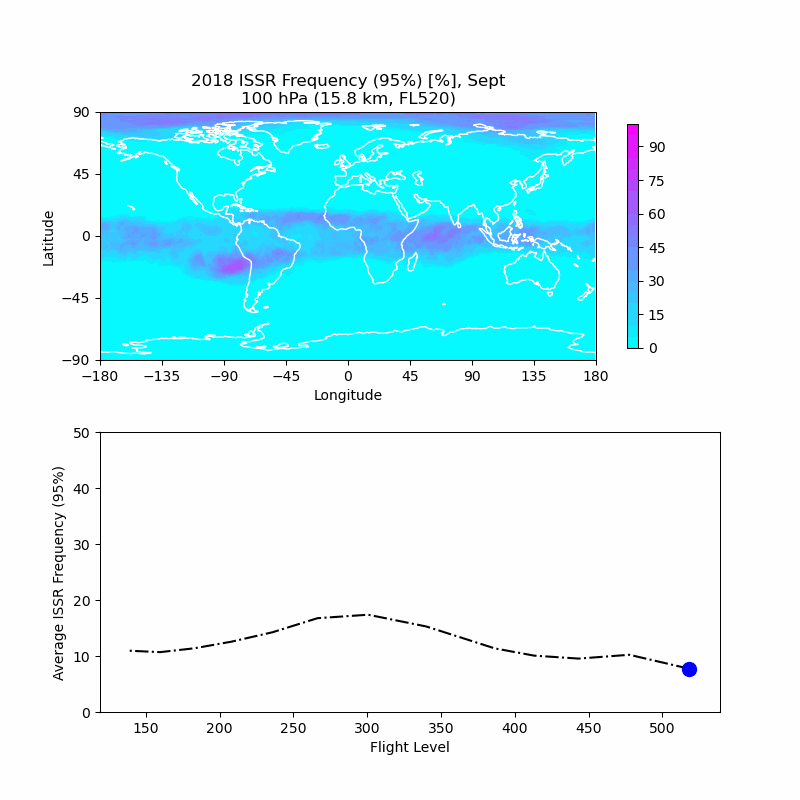 2018 ISSR Frequency (95%) [%], Sept
100 hPa (15.8 km, FL520)
90
45
0
−45
−90
Latitude
−180 −135 −90 −45 0 45 90 135 180
Longitude
90
75
60
45
30
15
0
50
40
30
20
10
0
Average ISSR Frequency (95%)
150 200 250 300 350 400 450 500
Flight Level